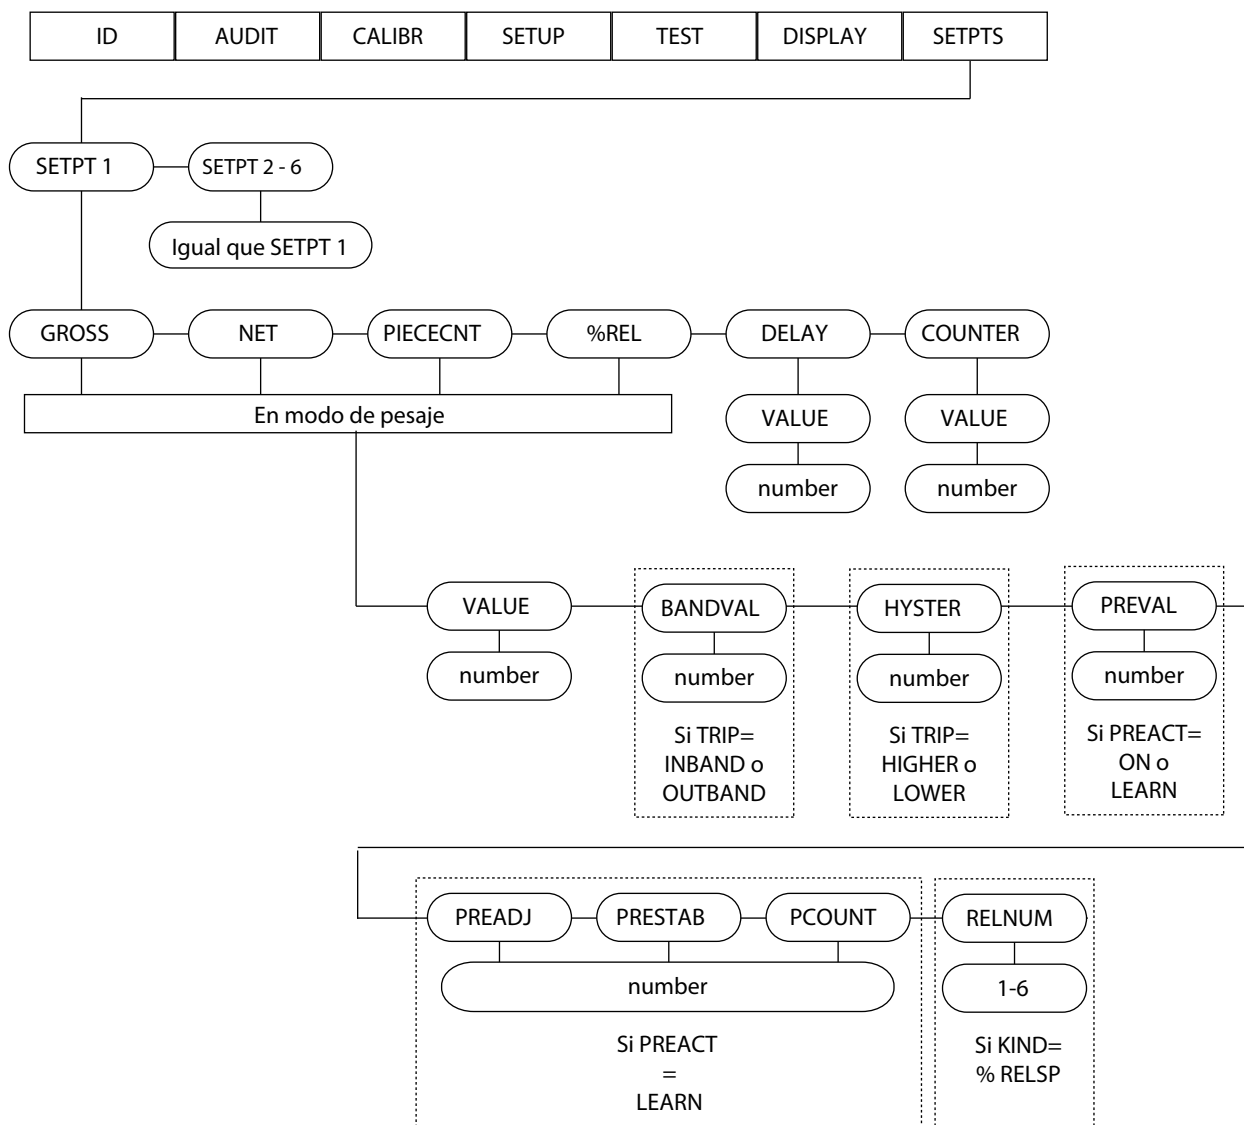 ID AUDIT CALIBR SETUP TEST DISPLAY SETPTS
SETPT 1 SETPT 2 - 6
Igual que SETPT 1
GROSS NET PIECECNT %REL DELAY COUNTER
En modo de pesaje VALUE VALUE
number number
VALUE BANDVAL HYSTER PREVAL
number number number number
Si TRIP=
INBAND o
OUTBAND
Si TRIP=
HIGHER o
LOWER
Si PREACT=
ON o
LEARN
PREADJ PRESTAB PCOUNT RELNUM
number 1-6
Si PREACT
=
LEARN
Si KIND=
% RELSP